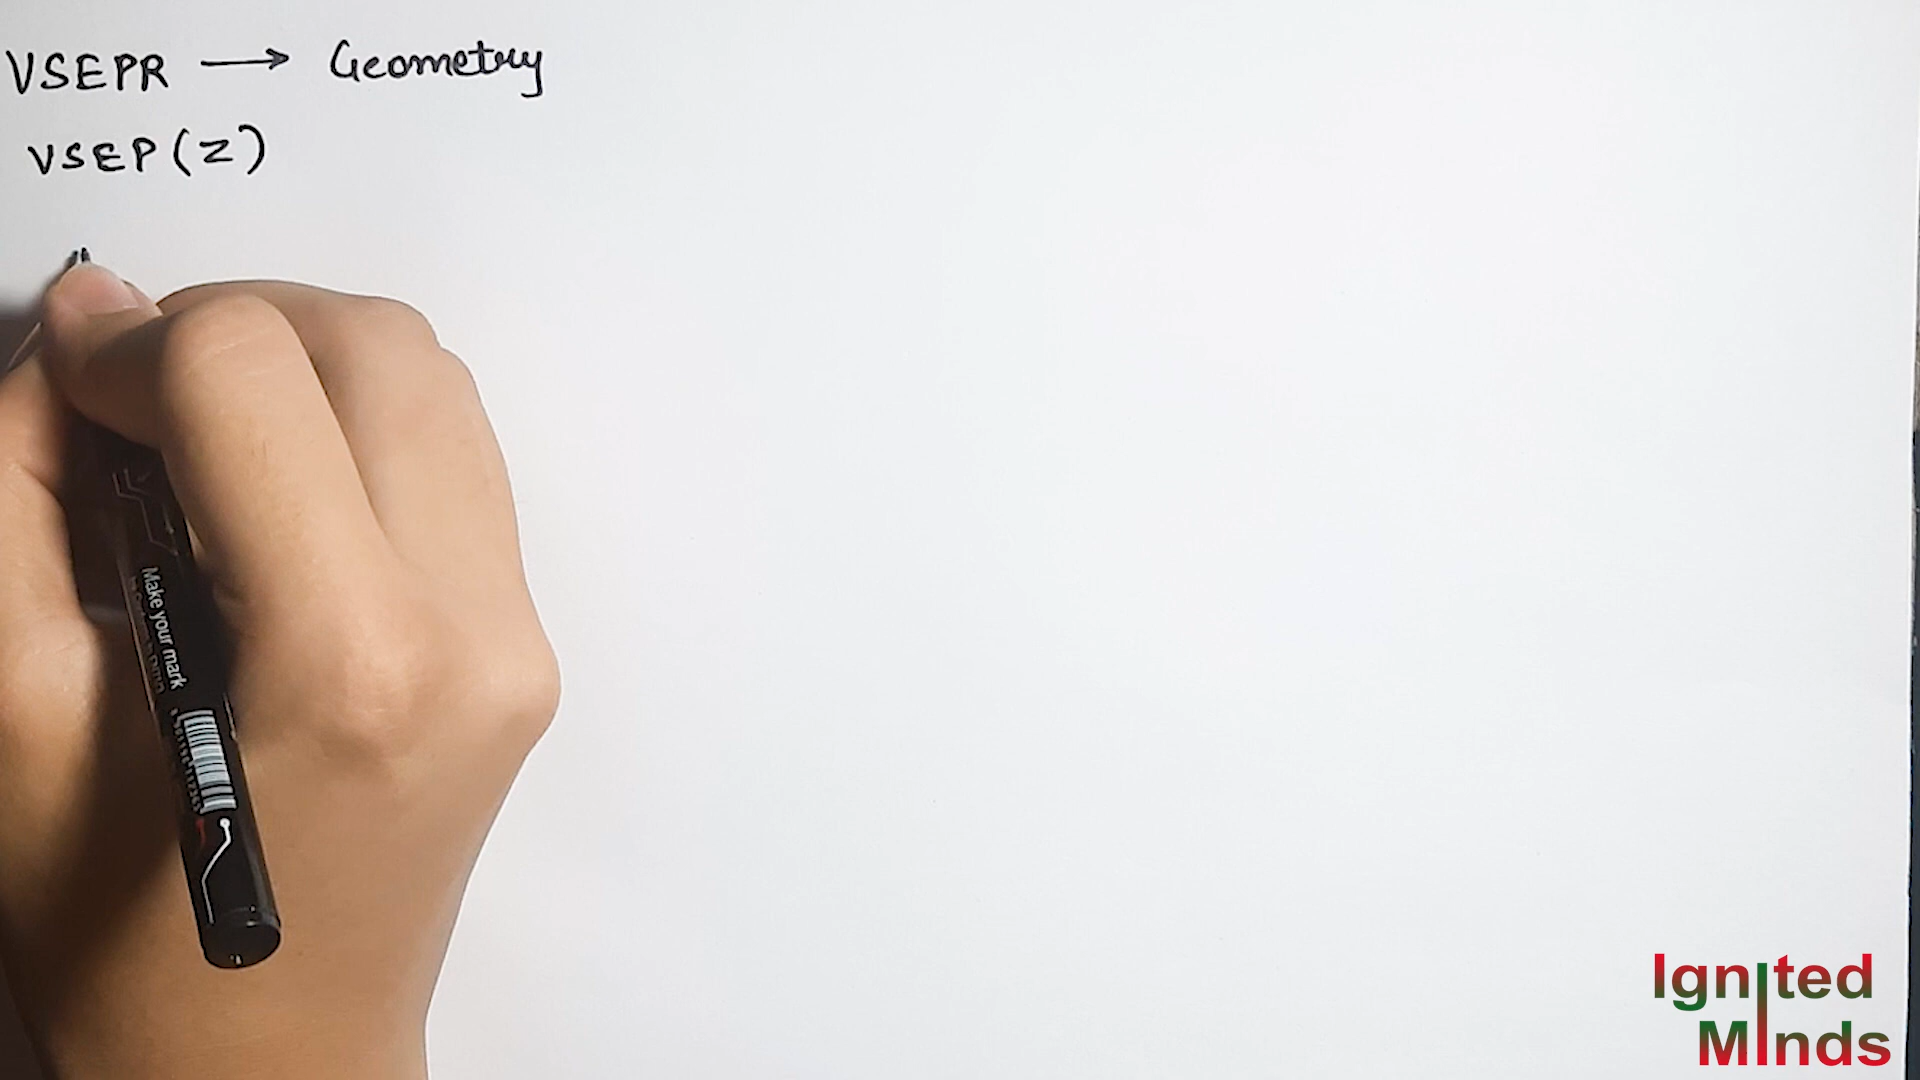 VSEPR → Geometry
VSEP (Z)
Make your mark
Ignited
Minds